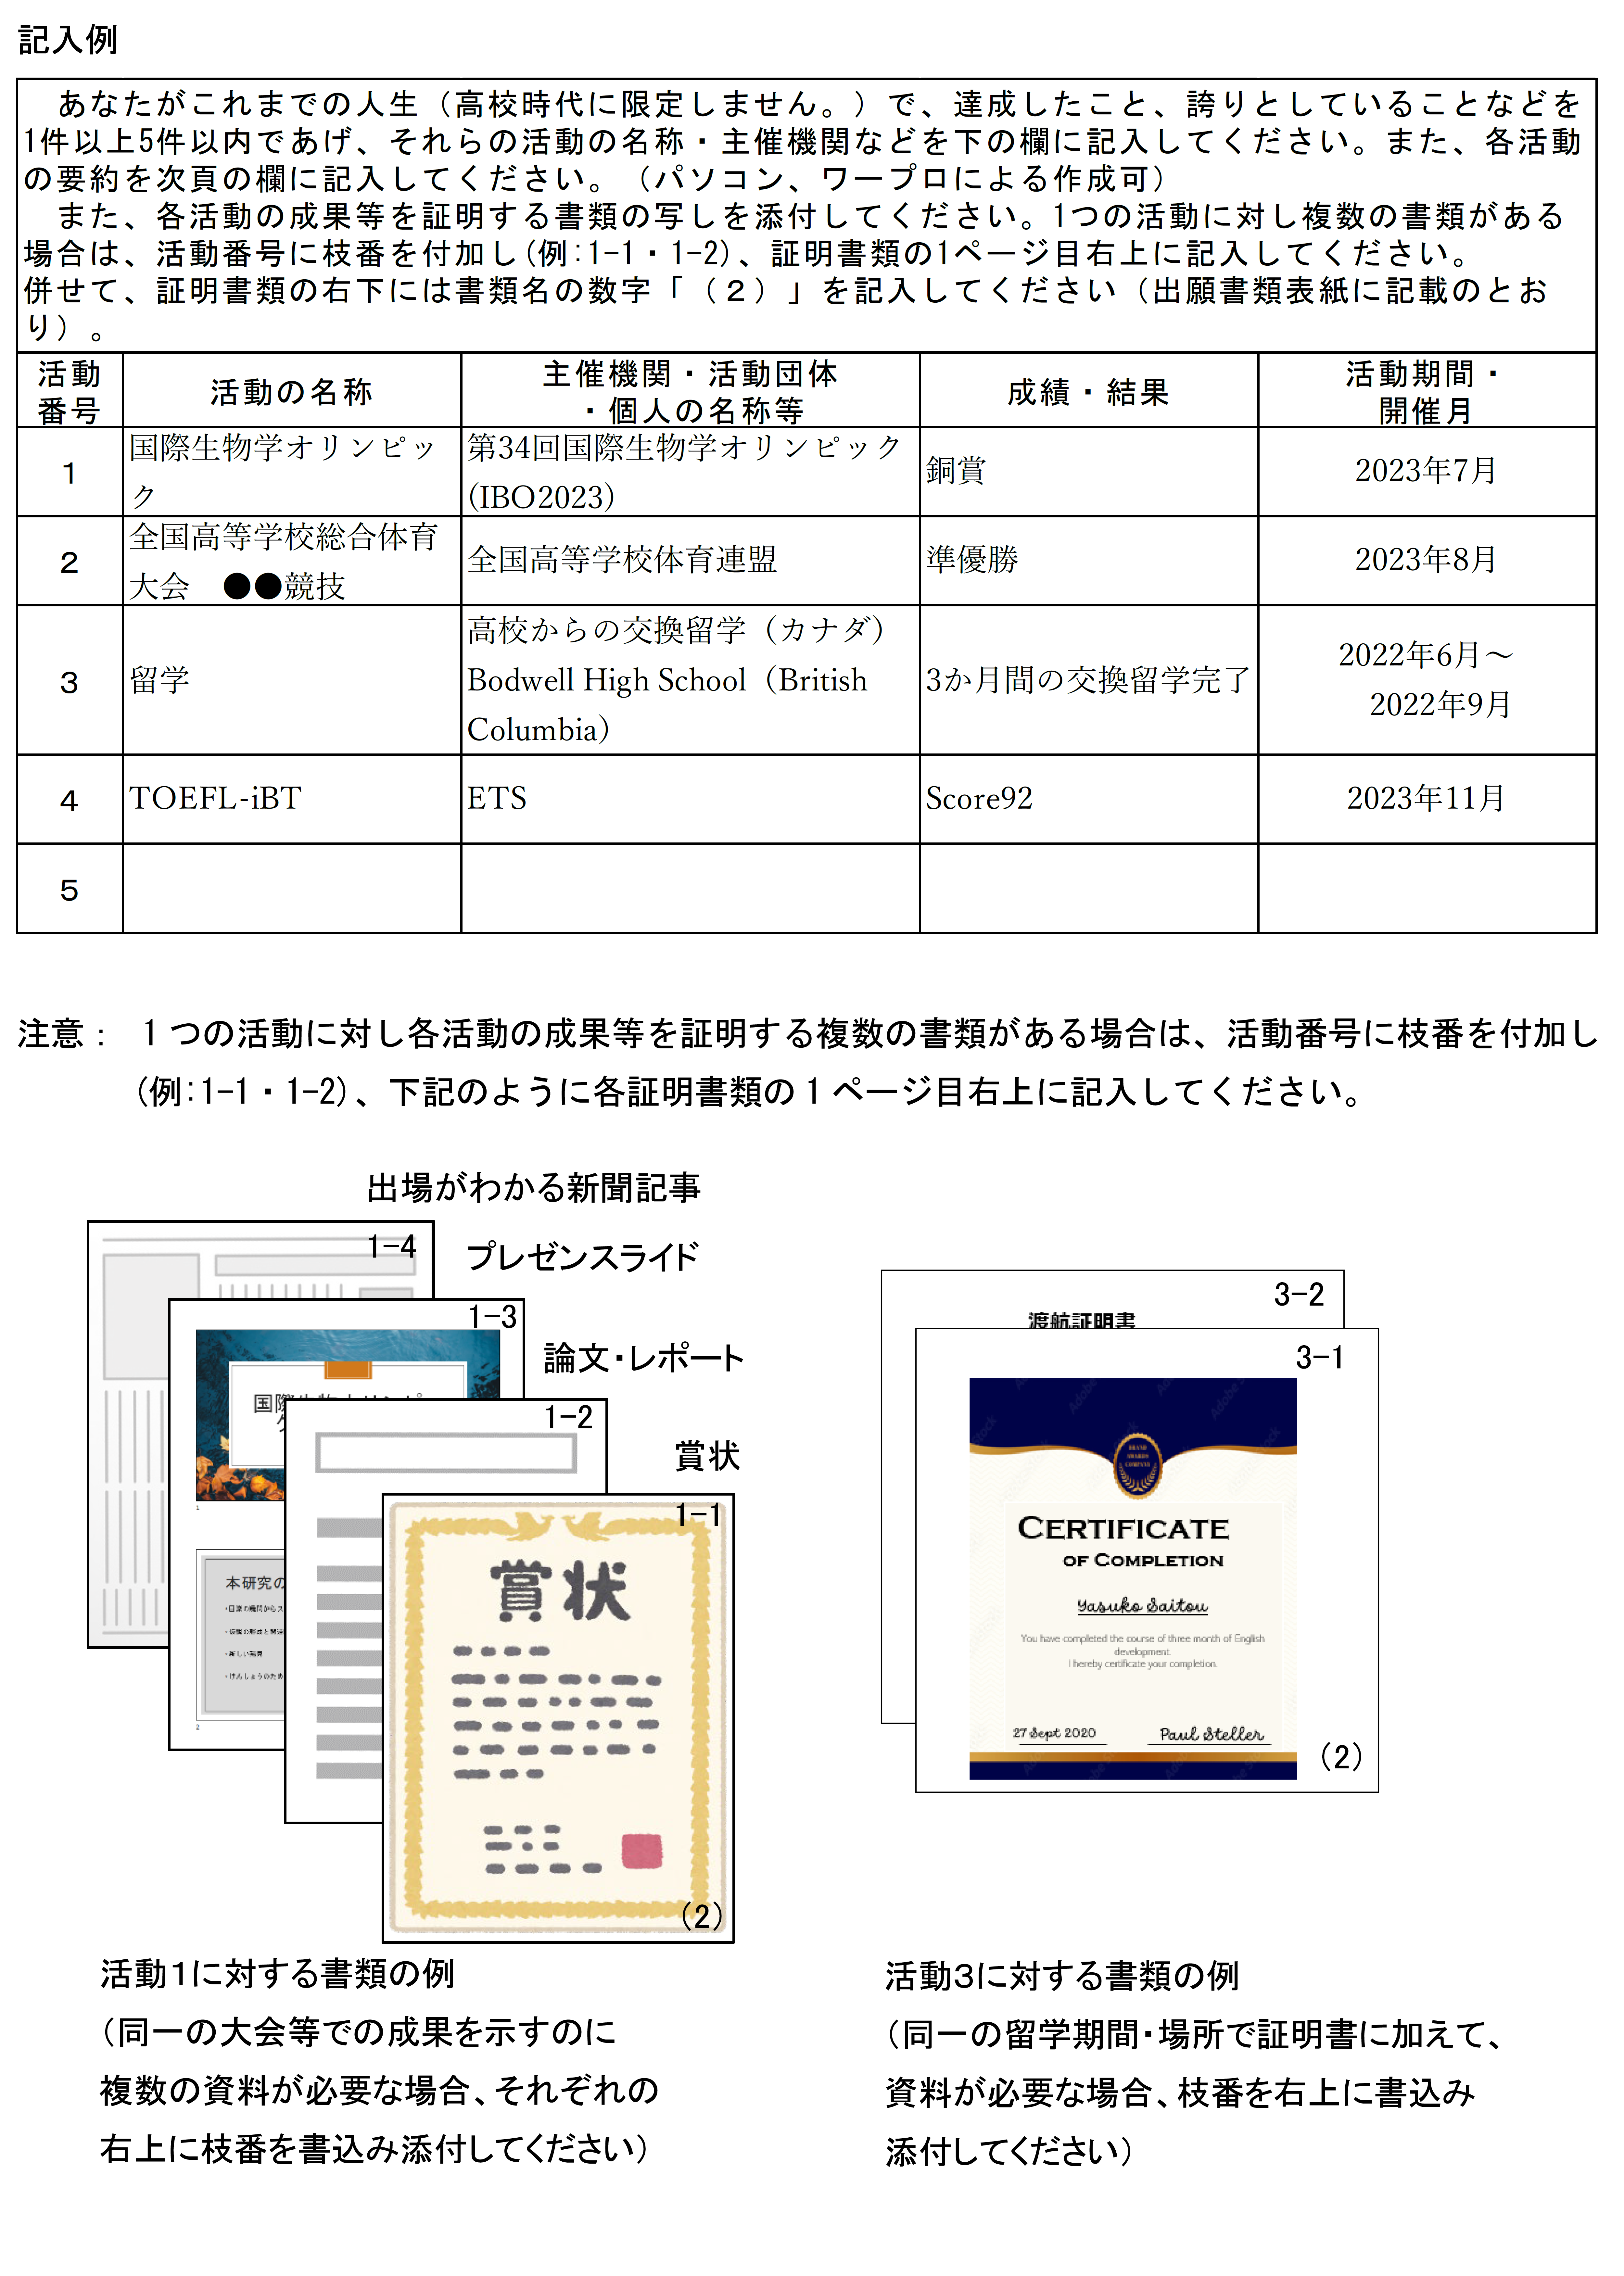 記入例
　あなたがこれまでの人生（高校時代に限定しません。）で、達成したこと、誇りとしていることなどを
1件以上5件以内であげ、それらの活動の名称・主催機関などを下の欄に記入してください。また、各活動
の要約を次頁の欄に記入してください。（パソコン、ワープロによる作成可）
　また、各活動の成果等を証明する書類の写しを添付してください。1つの活動に対し複数の書類がある
場合は、活動番号に枝番を付加し(例:1-1・1-2)、証明書類の1ページ目右上に記入してください。
併せて、証明書類の右下には書類名の数字「（２）」を記入してください（出願書類表紙に記載のとお
り）。
活動
番号
活動の名称
主催機関・活動団体
・個人の名称等
成績・結果
活動期間・
開催月
1
国際生物学オリンピッ
ク
第34回国際生物学オリンピック
(IBO2023)
銅賞
2023年7月
2
全国高等学校総合体育
大会　●●競技
全国高等学校体育連盟
準優勝
2023年8月
3
留学
高校からの交換留学（カナダ）
Bodwell High School（British
Columbia）
3か月間の交換留学完了
2022年6月～
2022年9月
4
TOEFL-iBT
ETS
Score92
2023年11月
5
注意：　1 つの活動に対し各活動の成果等を証明する複数の書類がある場合は、活動番号に枝番を付加し
(例:1-1・1-2)、下記のように各証明書類の 1 ページ目右上に記入してください。
出場がわかる新聞記事
1-4
プレゼンスライド
1-3
論文・レポート
国際
1-2
賞状
1-1
賞状
本研究の
・新しい知見
1
2
(2)
3-2
渡航証明書
3-1
BRAND
AWARDS
COMPANY
CERTIFICATE
OF COMPLETION
Yasuko Saitou
You have completed the course of three month of English
development.
I hereby certificate your completion.
27 Sept 2020
Paul Steller
(2)
活動１に対する書類の例
（同一の大会等での成果を示すのに
複数の資料が必要な場合、それぞれの
右上に枝番を書込み添付してください）
活動３に対する書類の例
（同一の留学期間・場所で証明書に加えて、
資料が必要な場合、枝番を右上に書込み
添付してください）